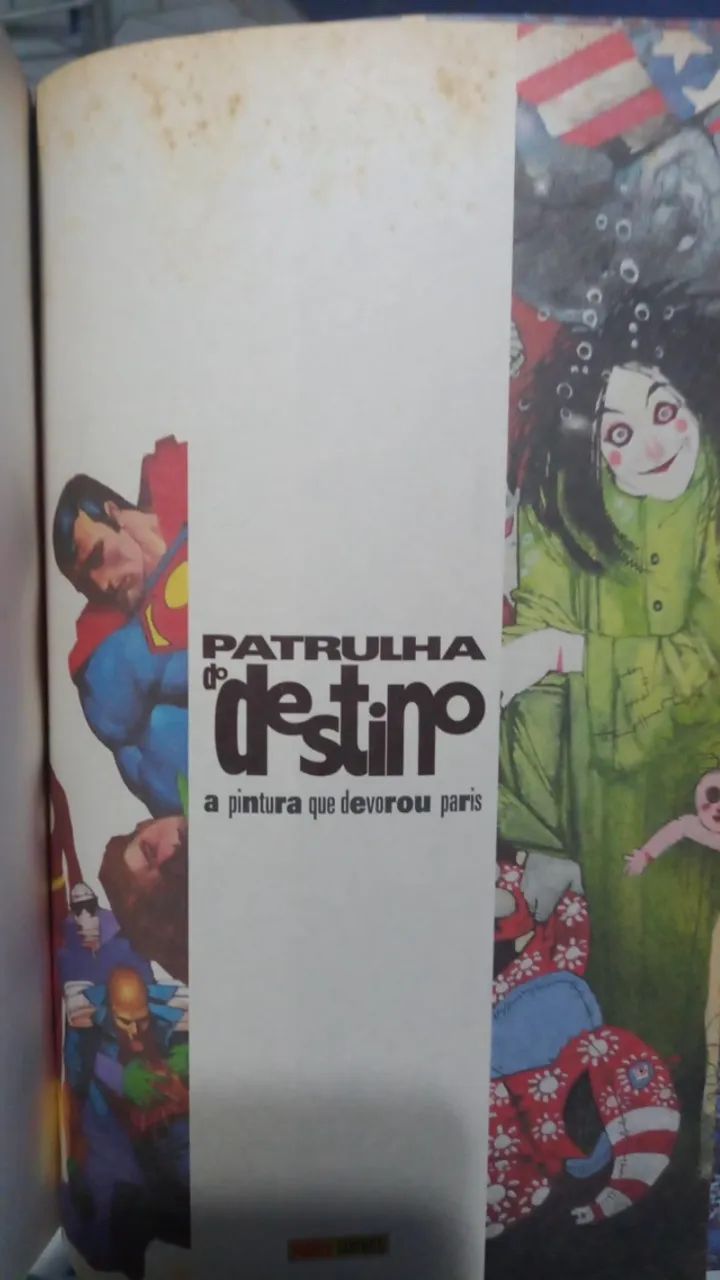 PATRULHA
do destino
a pintura que devorou paris